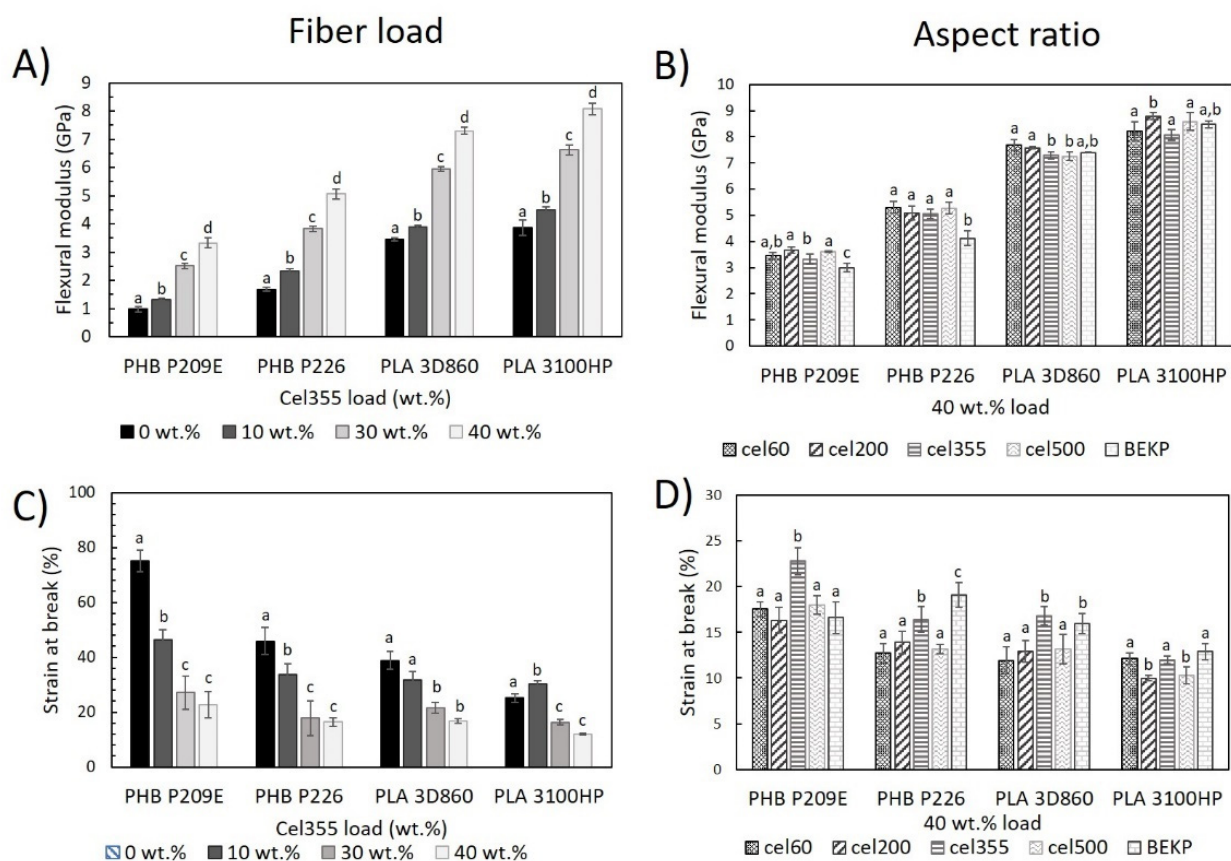 Fiber load
Aspect ratio
A)
Flexural modulus (GPa)
9
8
7
6
5
4
3
2
1
0
a b c d
a b c d
a b c d
a b c d
PHB P209E PHB P226 PLA 3D860 PLA 3100HP
Cel355 load (wt.%)
0 wt.% 10 wt.% 30 wt.% 40 wt.%
B)
Flexural modulus (GPa)
10
9
8
7
6
5
4
3
2
1
0
a,b a b a c
a a a a b
a a b b a,b
a b a a a,b
PHB P209E PHB P226 PLA 3D860 PLA 3100HP
40 wt.% load
cel60 cel200 cel355 cel500 BEKP
C)
Strain at break (%)
100
80
60
40
20
0
a b c c
a b c c
a a b b
a b c c
PHB P209E PHB P226 PLA 3D860 PLA 3100HP
Cel355 load (wt.%)
0 wt.% 10 wt.% 30 wt.% 40 wt.%
D)
Strain at break (%)
30
25
20
15
10
5
0
a a b a a
a a b a c
a a b a b
a b a b a
PHB P209E PHB P226 PLA 3D860 PLA 3100HP
40 wt.% load
cel60 cel200 cel355 cel500 BEKP